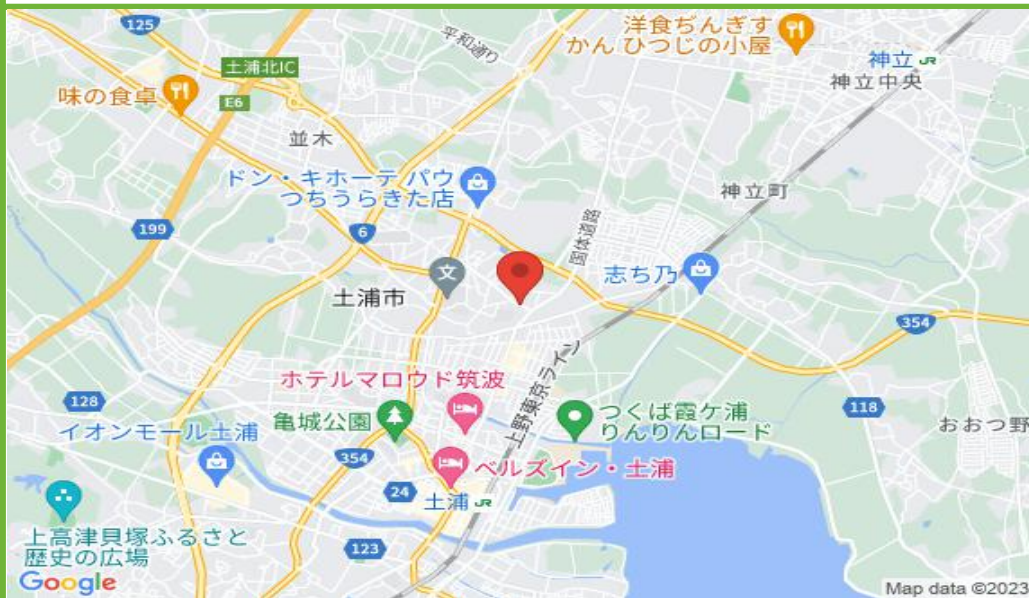 125
平和通り
洋食ぢんぎす
かん ひつじの小屋
神立 JR
神立中央
土浦北IC
味の食卓
E6
並木
ドン・キホーテ パウ
つちうらきた店
神立町
199
6
国体道路
文
土浦市
志ち乃
354
ホテルマロウド筑波
上野東京ライン
128
亀城公園
つくば霞ケ浦
りんりんロード
118
イオンモール土浦
おおつ野
354
ベルズイン・土浦
24
土浦 JR
上高津貝塚ふるさと
歴史の広場
123
Google
Map data ©2023